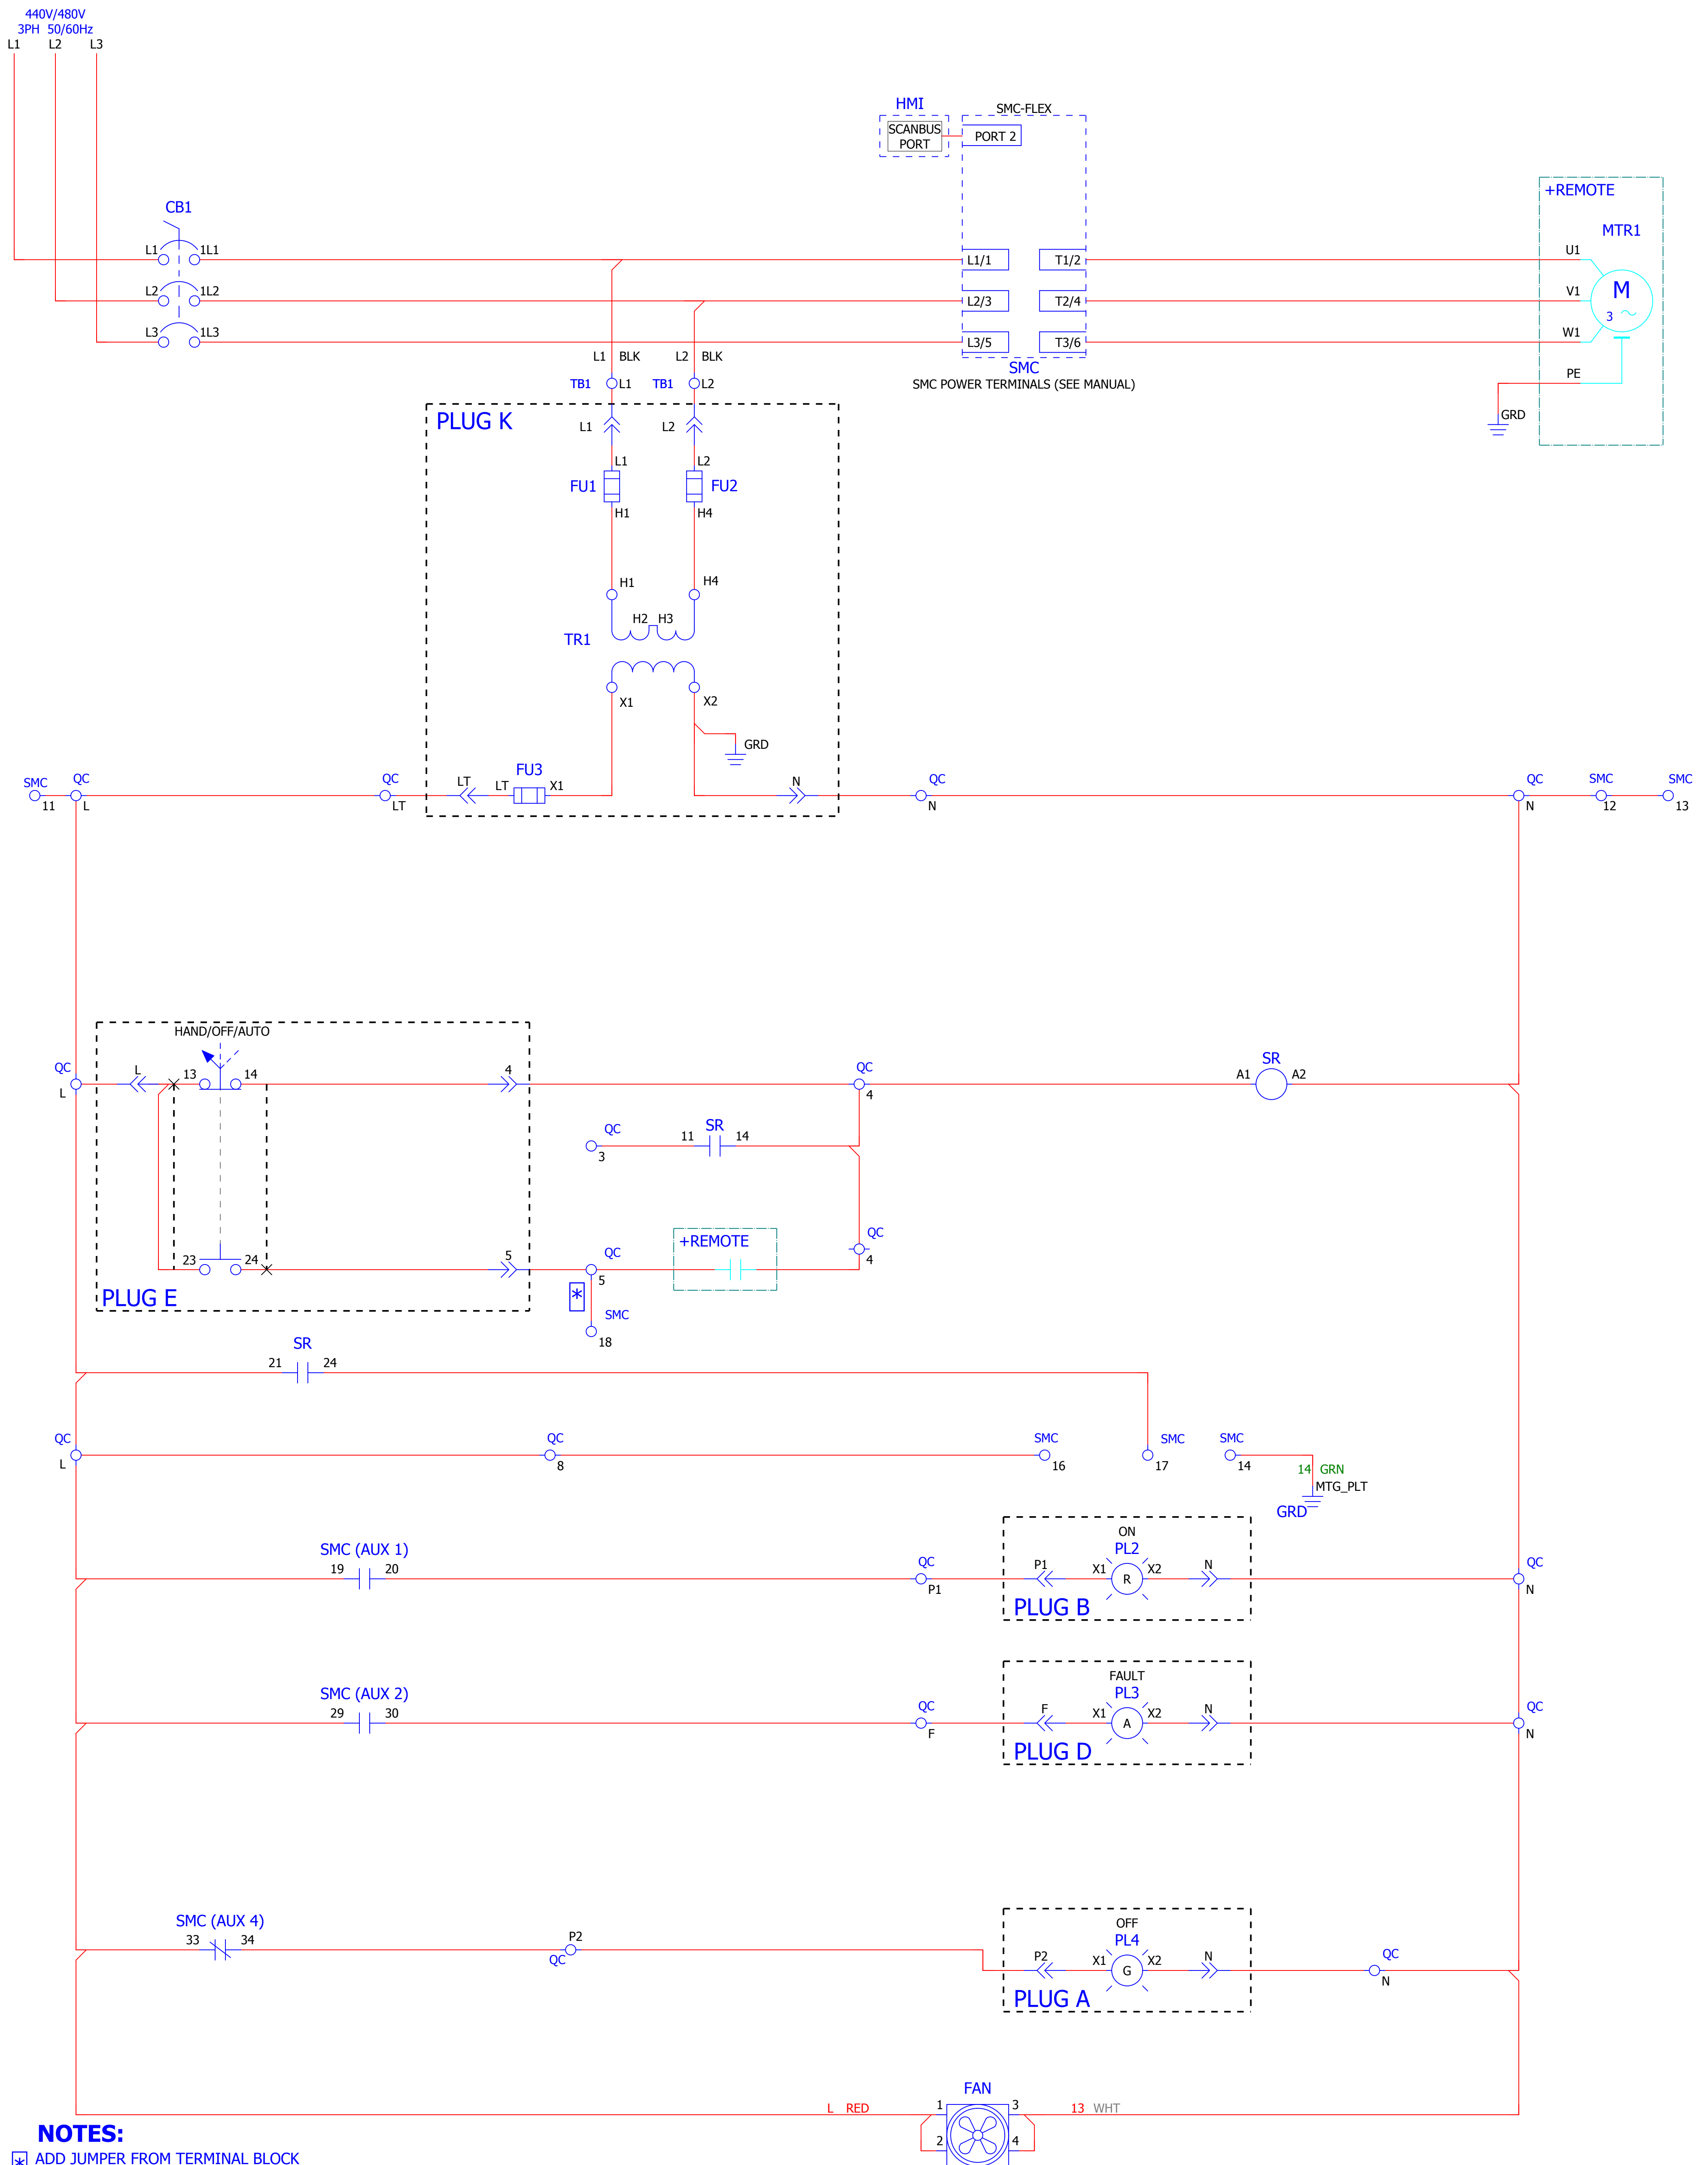 440V/480V
3PH 50/60Hz
L1 L2 L3
HMI
SCANBUS
PORT
SMC-FLEX
PORT 2
+REMOTE
MTR1
CB1
L1 1L1
L1/1 T1/2
U1
L2 1L2
L2/3 T2/4
V1
M
3
L3 1L3
L3/5 T3/6
W1
L1 BLK L2 BLK
SMC
SMC POWER TERMINALS (SEE MANUAL)
PE
GRD
TB1 L1 TB1 L2
PLUG K
L1 L2
L1 L2
FU1 FU2
H1 H4
H1 H4
H2 H3
TR1
X1 X2
GRD
SMC QC QC LT LT FU3 X1 N QC QC SMC SMC
11 L LT N N 12 13
HAND/OFF/AUTO
QC L 13 14 4 QC SR
L 4 A1 A2
QC SR
3 11 14
+REMOTE
QC
4
23 24 5 QC
5
PLUG E
*
SMC
18
SR
21 24
QC QC SMC SMC SMC
L 8 16 17 14
14 GRN
MTG_PLT
GRD
ON
SMC (AUX 1) PL2
19 20 QC P1 X1 R X2 N QC
P1 N
PLUG B
FAULT
SMC (AUX 2) PL3
29 30 QC F X1 A X2 N QC
F N
PLUG D
OFF
SMC (AUX 4) PL4
33 34 P2
QC
P2 X1 G X2 N QC
N
PLUG A
FAN
L RED 1 3 13 WHT
2 4
NOTES:
* ADD JUMPER FROM TERMINAL BLOCK